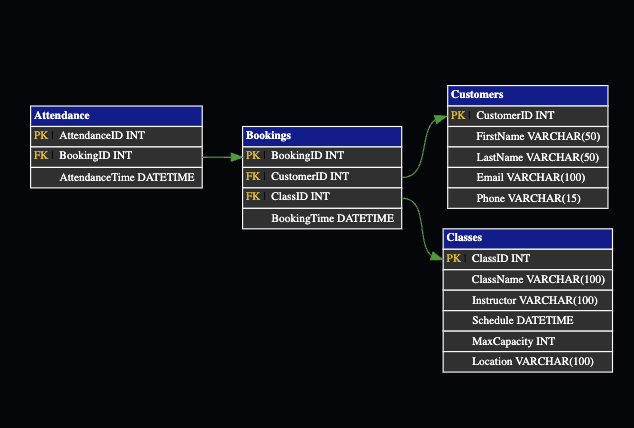 Attendance
PK AttendanceID INT
FK BookingID INT
AttendanceTime DATETIME
Bookings
PK BookingID INT
FK CustomerID INT
FK ClassID INT
BookingTime DATETIME
Customers
PK CustomerID INT
FirstName VARCHAR(50)
LastName VARCHAR(50)
Email VARCHAR(100)
Phone VARCHAR(15)
Classes
PK ClassID INT
ClassName VARCHAR(100)
Instructor VARCHAR(100)
Schedule DATETIME
MaxCapacity INT
Location VARCHAR(100)